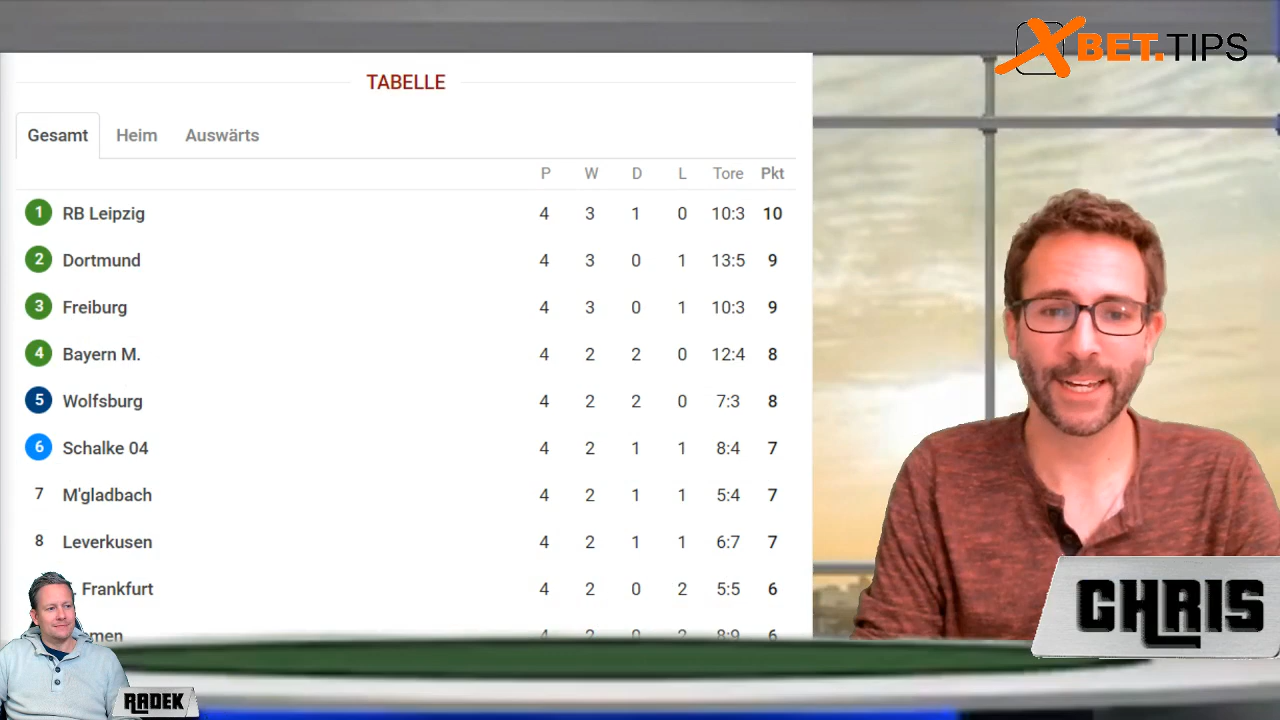 XBET.TIPS
TABELLE
Gesamt Heim Auswärts
P W D L Tore Pkt
1 RB Leipzig 4 3 1 0 10:3 10
2 Dortmund 4 3 0 1 13:5 9
3 Freiburg 4 3 0 1 10:3 9
4 Bayern M. 4 2 2 0 12:4 8
5 Wolfsburg 4 2 2 0 7:3 8
6 Schalke 04 4 2 1 1 8:4 7
7 M'gladbach 4 2 1 1 5:4 7
8 Leverkusen 4 2 1 1 6:7 7
Frankfurt 4 2 0 2 5:5 6
men 4 2 0 2 8:9 6
CHRIS
RADEK